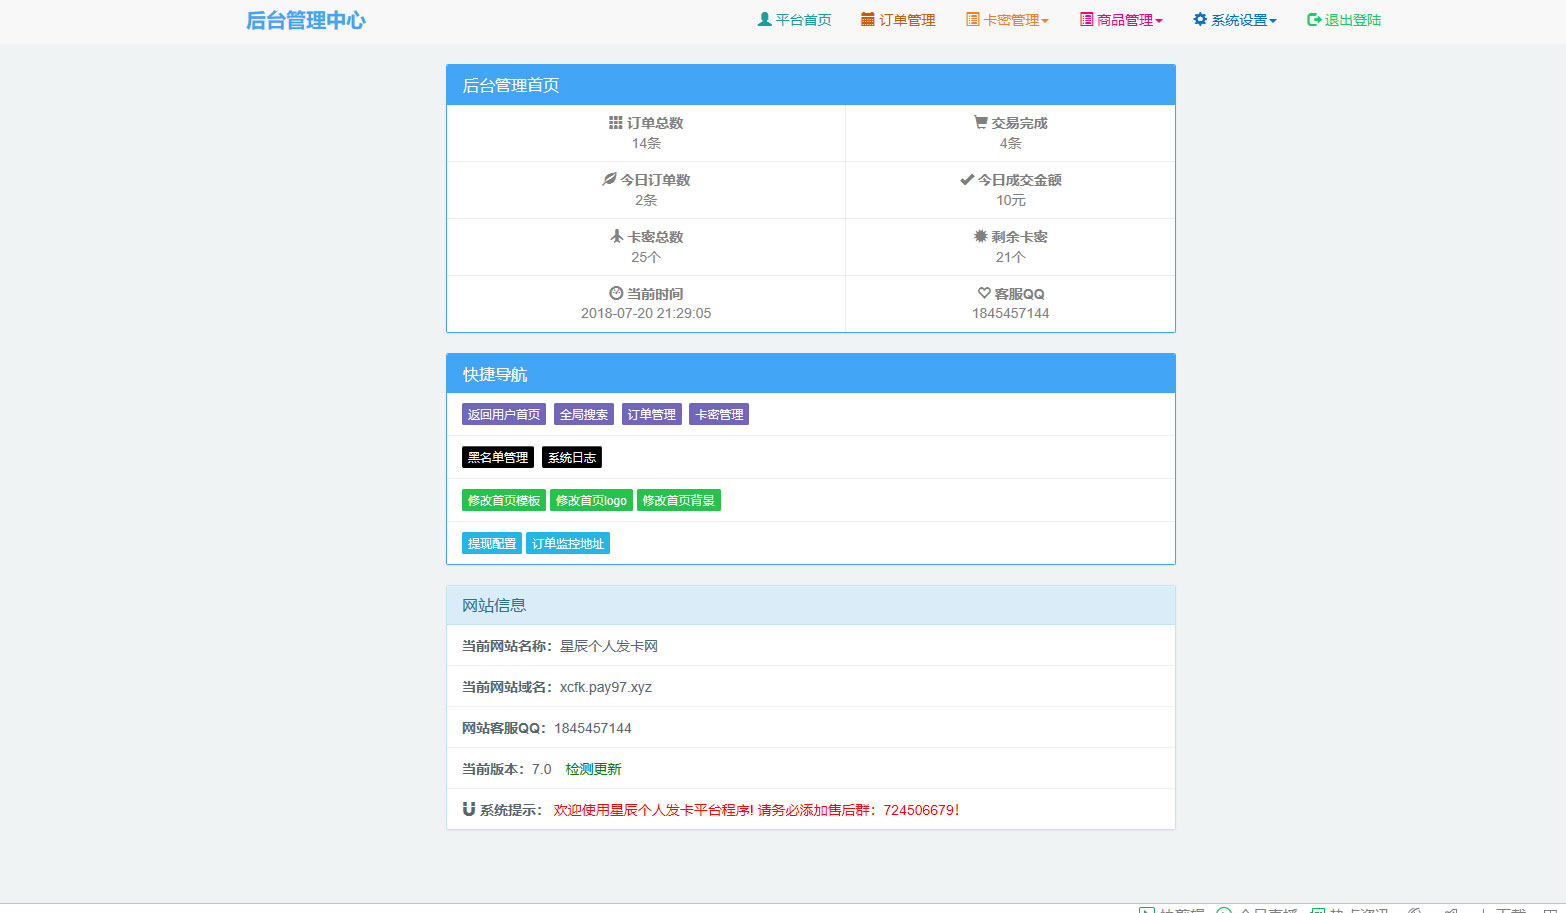 后台管理中心 平台首页 订单管理 卡密管理 商品管理 系统设置 退出登陆
后台管理首页
订单总数 交易完成
14条 4条
今日订单数 今日成交金额
2条 10元
卡密总数 剩余卡密
25个 21个
当前时间 客服QQ
2018-07-20 21:29:05 1845457144
快捷导航
返回用户首页 全局搜索 订单管理 卡密管理
黑名单管理 系统日志
修改首页模板 修改首页logo 修改首页背景
提现配置 订单监控地址
网站信息
当前网站名称：星辰个人发卡网
当前网站域名：xcfk.pay97.xyz
网站客服QQ：1845457144
当前版本：7.0 检测更新
系统提示： 欢迎使用星辰个人发卡平台程序! 请务必添加售后群：724506679！